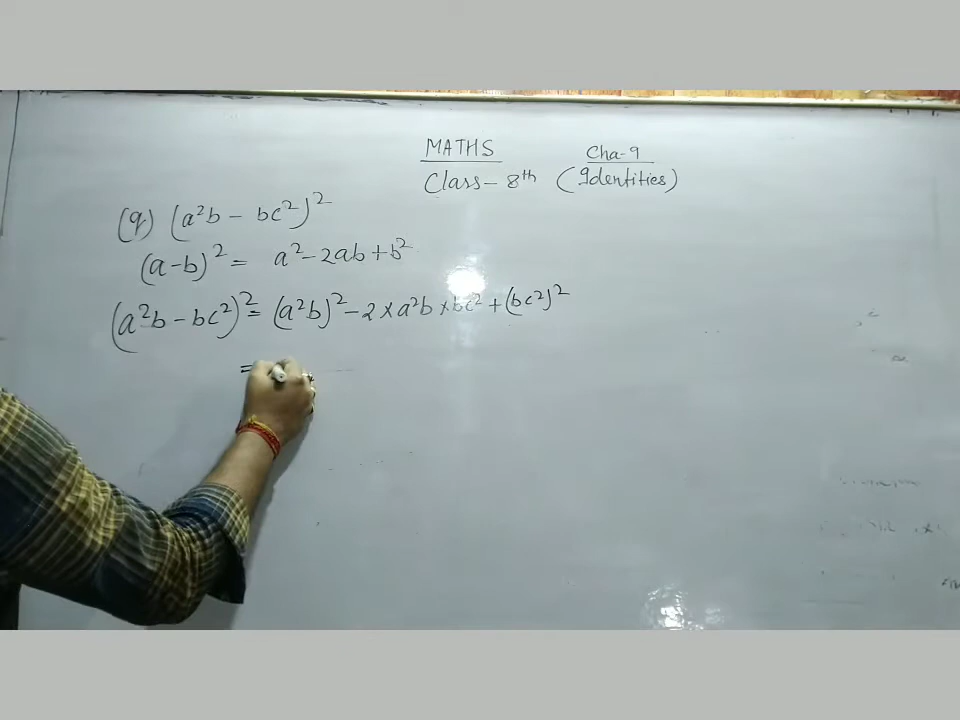 MATHS Cha-9
Class-8th (Identities)
(9) (a²b - bc²)²
(a-b)² = a² - 2ab + b²
(a²b - bc²)² = (a²b)² - 2 × a²b × bc² + (bc²)²
=